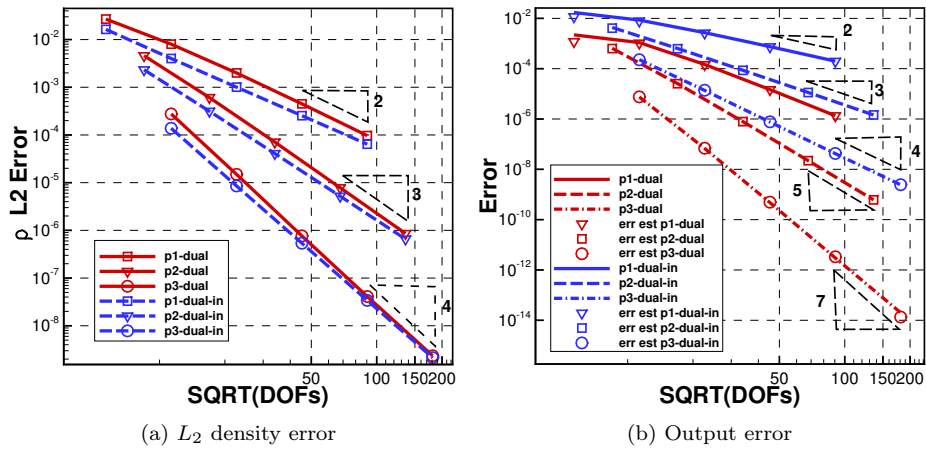 10^-2
10^-3
10^-4
10^-5
10^-6
10^-7
10^-8
ρ L2 Error
2
3
4
p1-dual
p2-dual
p3-dual
p1-dual-in
p2-dual-in
p3-dual-in
50 100 150 200
SQRT(DOFs)
(a) L_2 density error
10^-2
10^-4
10^-6
10^-8
10^-10
10^-12
10^-14
Error
2
3
4
5
7
p1-dual
p2-dual
p3-dual
err est p1-dual
err est p2-dual
err est p3-dual
p1-dual-in
p2-dual-in
p3-dual-in
err est p1-dual-in
err est p2-dual-in
err est p3-dual-in
50 100 150 200
SQRT(DOFs)
(b) Output error